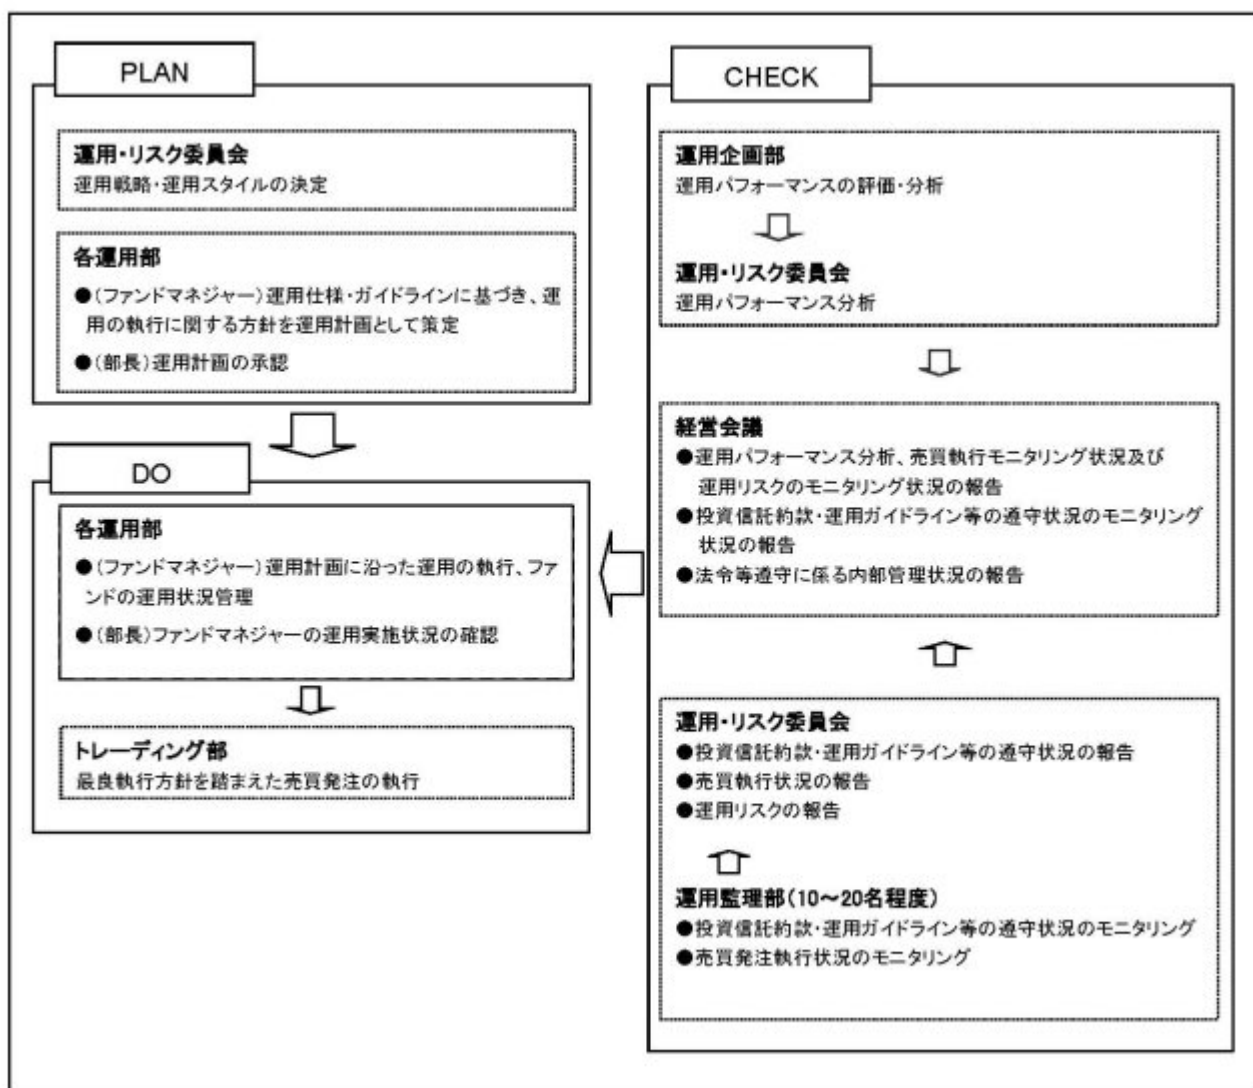 PLAN
運用・リスク委員会
運用戦略・運用スタイルの決定
各運用部
●(ファンドマネジャー)運用仕様・ガイドラインに基づき、運
用の執行に関する方針を運用計画として策定
●(部長)運用計画の承認
DO
各運用部
●(ファンドマネジャー)運用計画に沿った運用の執行、ファ
ンドの運用状況管理
●(部長)ファンドマネジャーの運用実施状況の確認
トレーディング部
最良執行方針を踏まえた売買発注の執行
CHECK
運用企画部
運用パフォーマンスの評価・分析
運用・リスク委員会
運用パフォーマンス分析
経営会議
●運用パフォーマンス分析、売買執行モニタリング状況及び
運用リスクのモニタリング状況の報告
●投資信託約款・運用ガイドライン等の遵守状況のモニタリング
状況の報告
●法令等遵守に係る内部管理状況の報告
運用・リスク委員会
●投資信託約款・運用ガイドライン等の遵守状況の報告
●売買執行状況の報告
●運用リスクの報告
運用監理部(10~20名程度)
●投資信託約款・運用ガイドライン等の遵守状況のモニタリング
●売買発注執行状況のモニタリング